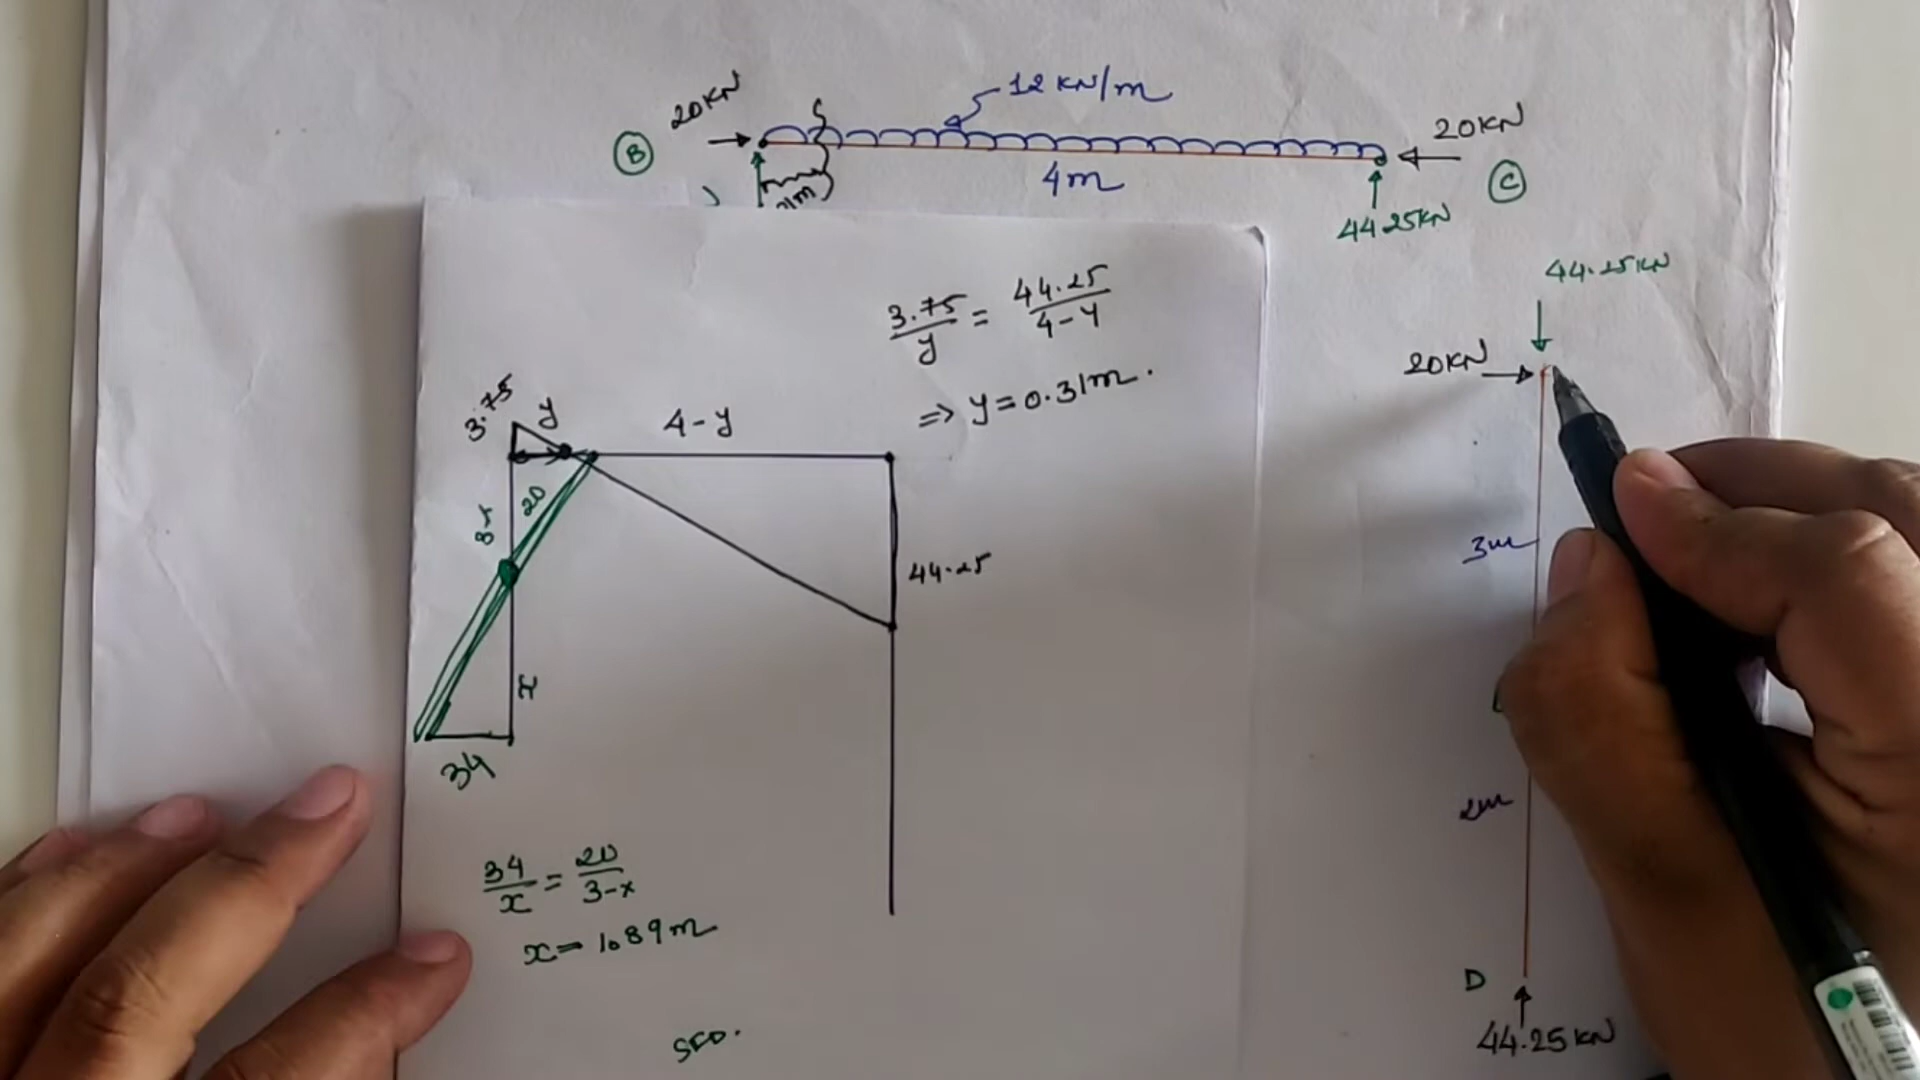 12 KN/m
20KN
20KN
B
4m
C
44.25KN
44.25KN
3.75/y = 44.25/4-y
20KN
⇒ y = 0.31m.
3.75
y
4-y
20
3m
44.25
x
34
2m
34/x = 20/3-x
x = 1.89m
D
SFD.
44.25KN